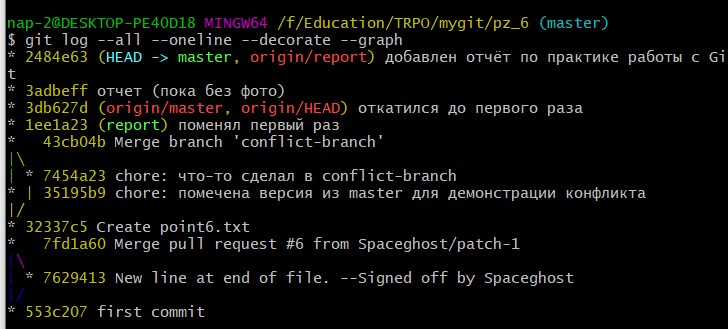 nap-2@DESKTOP-PE4OD18 MINGW64 /f/Education/TRPO/mygit/pz_6 (master)
$ git log --all --oneline --decorate --graph
* 2484e63 (HEAD -> master, origin/report) добавлен отчёт по практике работы с Gi
t
* 3adbeff отчет (пока без фото)
* 3db627d (origin/master, origin/HEAD) откатился до первого раза
* 1ee1a23 (report) поменял первый раз
*   43cb04b Merge branch 'conflict-branch'
|\
| * 7454a23 chore: что-то сделал в conflict-branch
* | 35195b9 chore: помечена версия из master для демонстрации конфликта
|/
* 32337c5 Create point6.txt
*   7fd1a60 Merge pull request #6 from Spaceghost/patch-1
|\
| * 7629413 New line at end of file. --Signed off by Spaceghost
|/
* 553c207 first commit